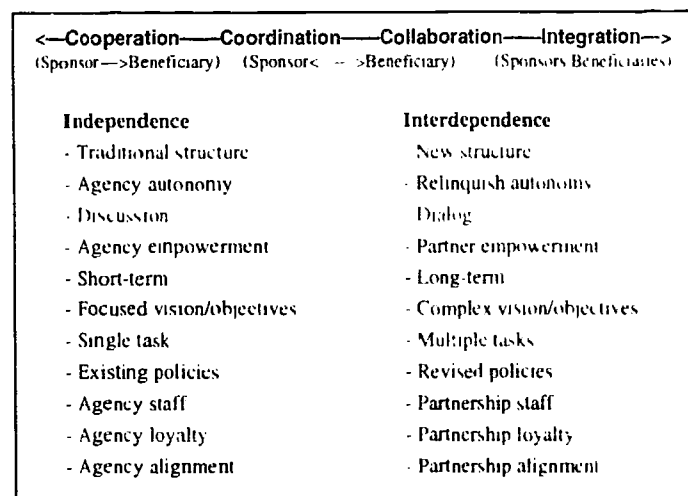 <—Cooperation——Coordination——Collaboration——Integration—>
(Sponsor—>Beneficiary) (Sponsor< - - >Beneficiary) (Sponsors Beneficiaries)
Independence Interdependence
- Traditional structure New structure
- Agency autonomy - Relinquish autonomy
- Discussion Dialog
- Agency empowerment - Partner empowerment
- Short-term - Long-term
- Focused vision/objectives - Complex vision/objectives
- Single task - Multiple tasks
- Existing policies - Revised policies
- Agency staff - Partnership staff
- Agency loyalty - Partnership loyalty
- Agency alignment - Partnership alignment